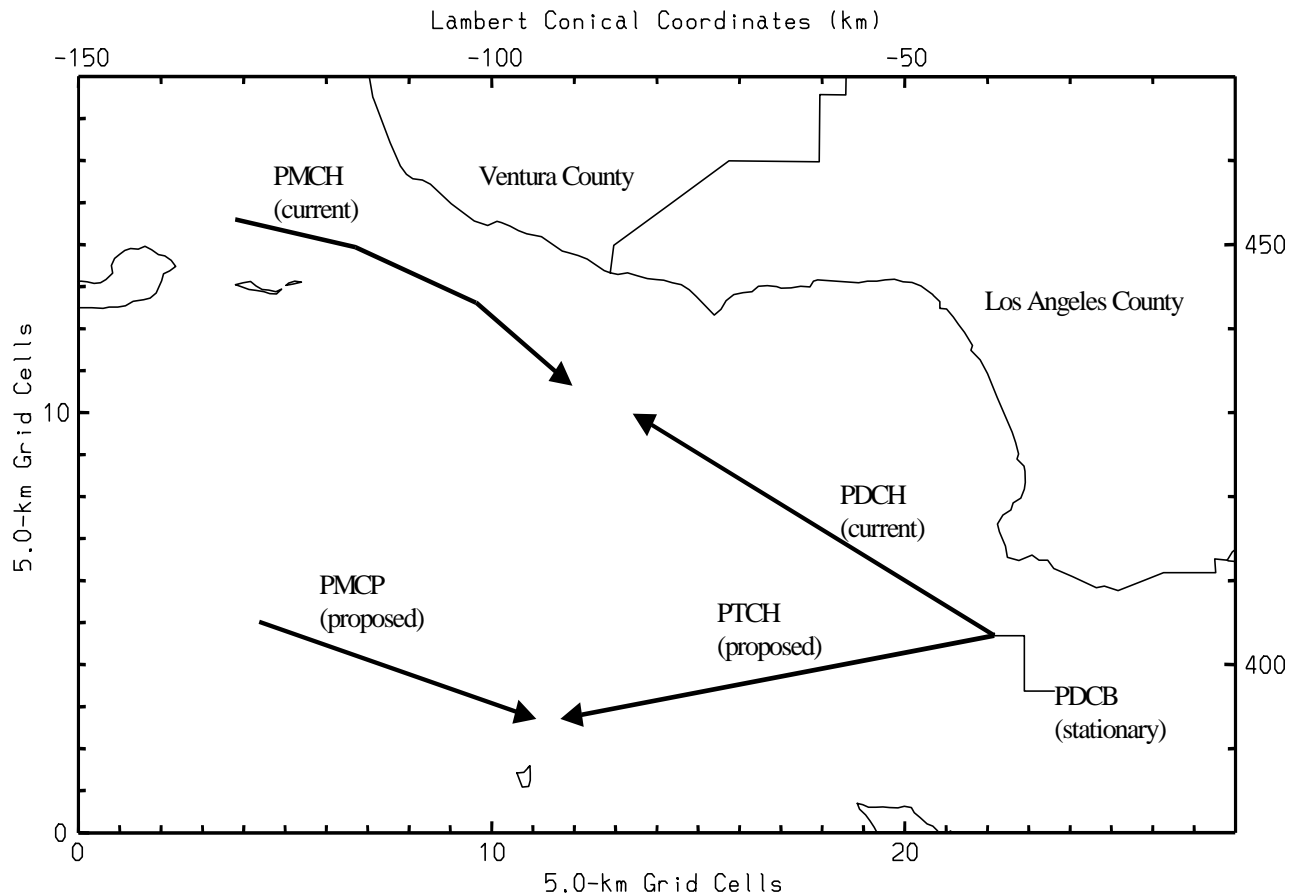 Lambert Conical Coordinates (km)
-150
-100
-50
PMCH
(current)
Ventura County
450
Los Angeles County
5.0-km Grid Cells
10
PDCH
(current)
PMCP
(proposed)
PTCH
(proposed)
400
PDCB
(stationary)
0
0
10
20
5.0-km Grid Cells